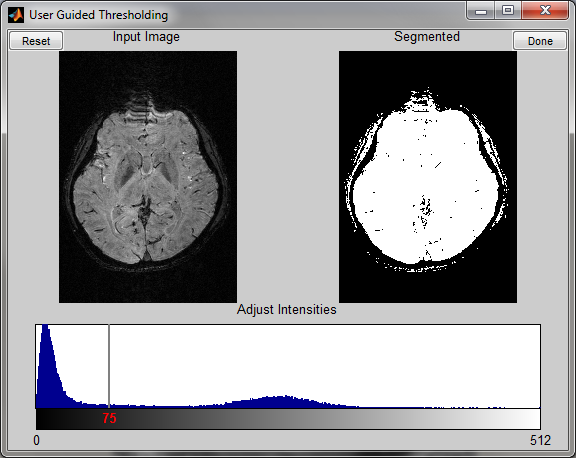 User Guided Thresholding
Reset
Input Image
Segmented
Done
Adjust Intensities
75
0
512